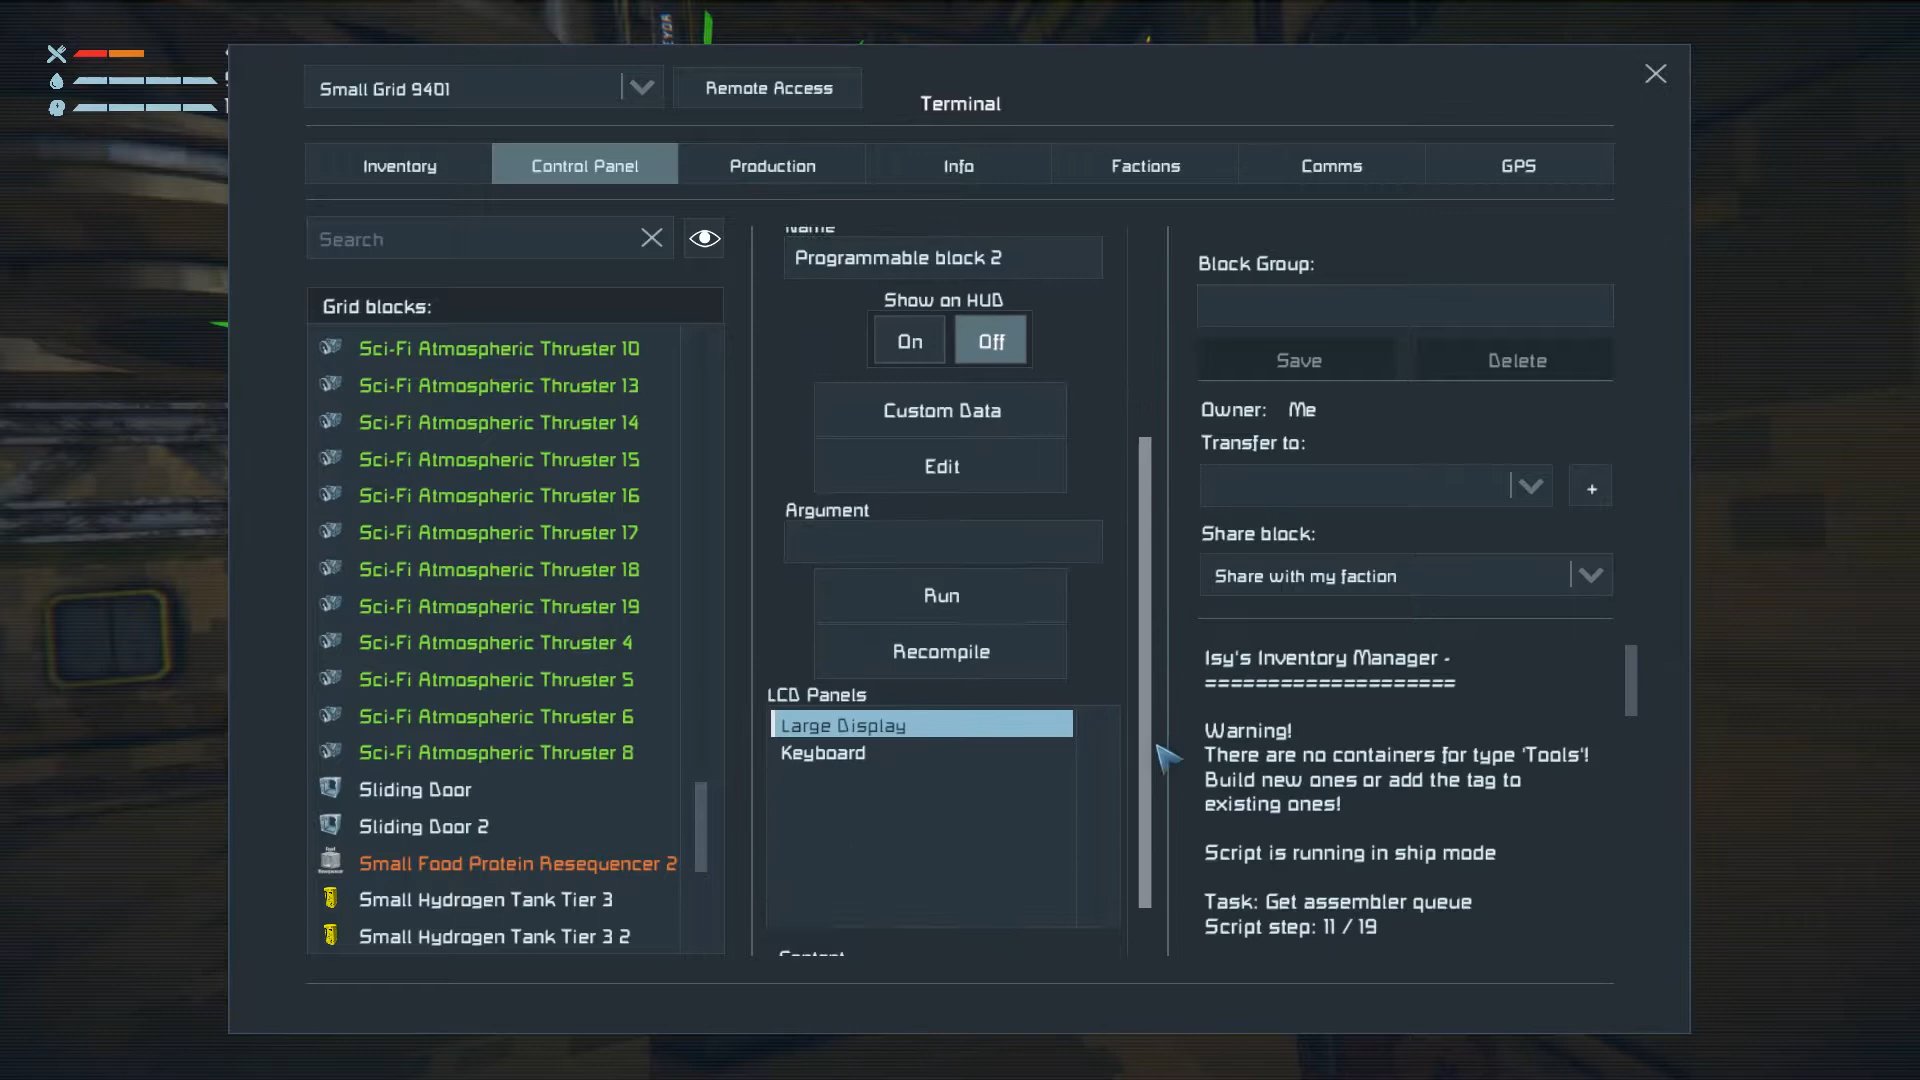 Small Grid 9401
Remote Access
Terminal
Inventory
Control Panel
Production
Info
Factions
Comms
GPS
Search
Grid blocks:
Sci-Fi Atmospheric Thruster 10
Sci-Fi Atmospheric Thruster 13
Sci-Fi Atmospheric Thruster 14
Sci-Fi Atmospheric Thruster 15
Sci-Fi Atmospheric Thruster 16
Sci-Fi Atmospheric Thruster 17
Sci-Fi Atmospheric Thruster 18
Sci-Fi Atmospheric Thruster 19
Sci-Fi Atmospheric Thruster 4
Sci-Fi Atmospheric Thruster 5
Sci-Fi Atmospheric Thruster 6
Sci-Fi Atmospheric Thruster 8
Sliding Door
Sliding Door 2
Small Food Protein Resequencer 2
Small Hydrogen Tank Tier 3
Small Hydrogen Tank Tier 3 2
Name
Programmable block 2
Show on HUD
On
Off
Custom Data
Edit
Argument
Run
Recompile
LCD Panels
Large Display
Keyboard
Content
Block Group:
Save
Delete
Owner: Me
Transfer to:
+
Share block:
Share with my faction
Isy's Inventory Manager -
====================
Warning!
There are no containers for type 'Tools'!
Build new ones or add the tag to
existing ones!
Script is running in ship mode
Task: Get assembler queue
Script step: 11 / 19